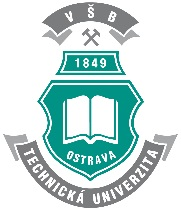 VŠB
1849
OSTRAVA
TECHNICKÁ UNIVERZITA